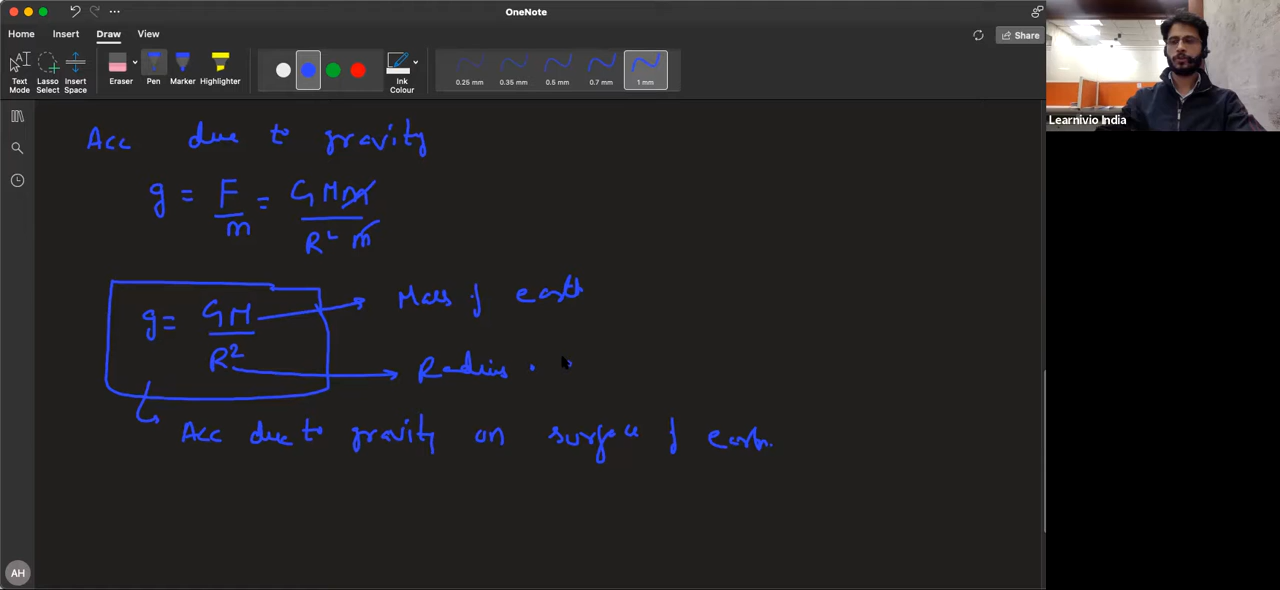 OneNote
Home Insert Draw View
Share
Text Mode Lasso Select Insert Space Eraser Pen Marker Highlighter Ink Colour 0.25 mm 0.35 mm 0.5 mm 0.7 mm 1 mm
Learnivio India
Acc due to gravity
g = F/m = GMm/R² m
g = GM/R²
Mass of earth
Radius
Acc due to gravity on surface of earth.
AH